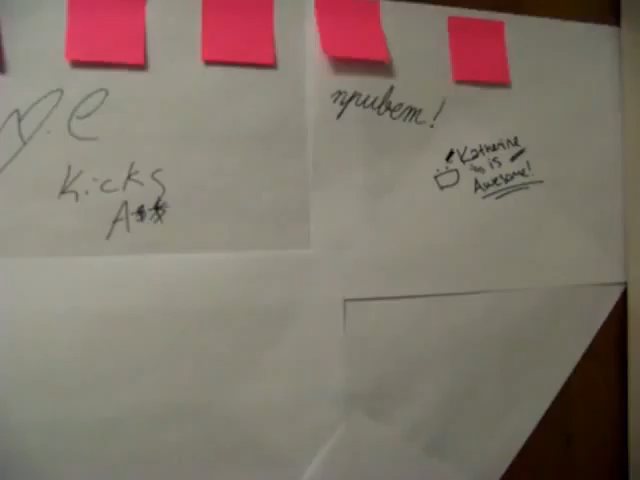 y.e
Kicks
A**
привет!
Katherine
is
Awesome!